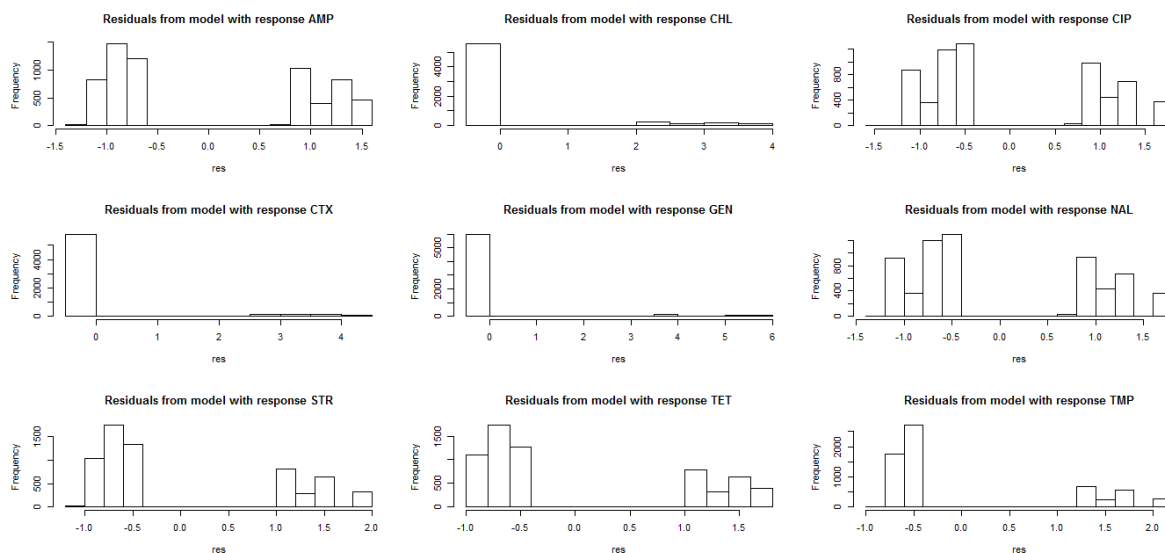 Residuals from model with response AMP
Frequency
0 500 1000
-1.5 -1.0 -0.5 0.0 0.5 1.0 1.5
res
Residuals from model with response CHL
Frequency
0 2000 4000
0 1 2 3 4
res
Residuals from model with response CIP
Frequency
0 400 800
-1.5 -1.0 -0.5 0.0 0.5 1.0 1.5
res
Residuals from model with response CTX
Frequency
0 2000 4000
0 1 2 3 4
res
Residuals from model with response GEN
Frequency
0 2000 5000
0 1 2 3 4 5 6
res
Residuals from model with response NAL
Frequency
0 400 800
-1.5 -1.0 -0.5 0.0 0.5 1.0 1.5
res
Residuals from model with response STR
Frequency
0 500 1500
-1.0 -0.5 0.0 0.5 1.0 1.5 2.0
res
Residuals from model with response TET
Frequency
0 500 1500
-1.0 -0.5 0.0 0.5 1.0 1.5
res
Residuals from model with response TMP
Frequency
0 1000 2000
-1.0 -0.5 0.0 0.5 1.0 1.5 2.0
res